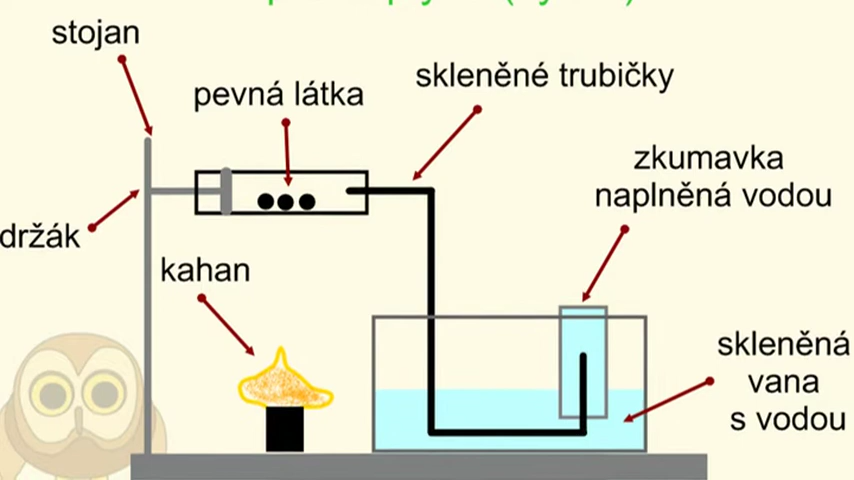 stojan
skleněné trubičky
pevná látka
zkumavka
naplněná vodou
držák
kahan
skleněná
vana
s vodou